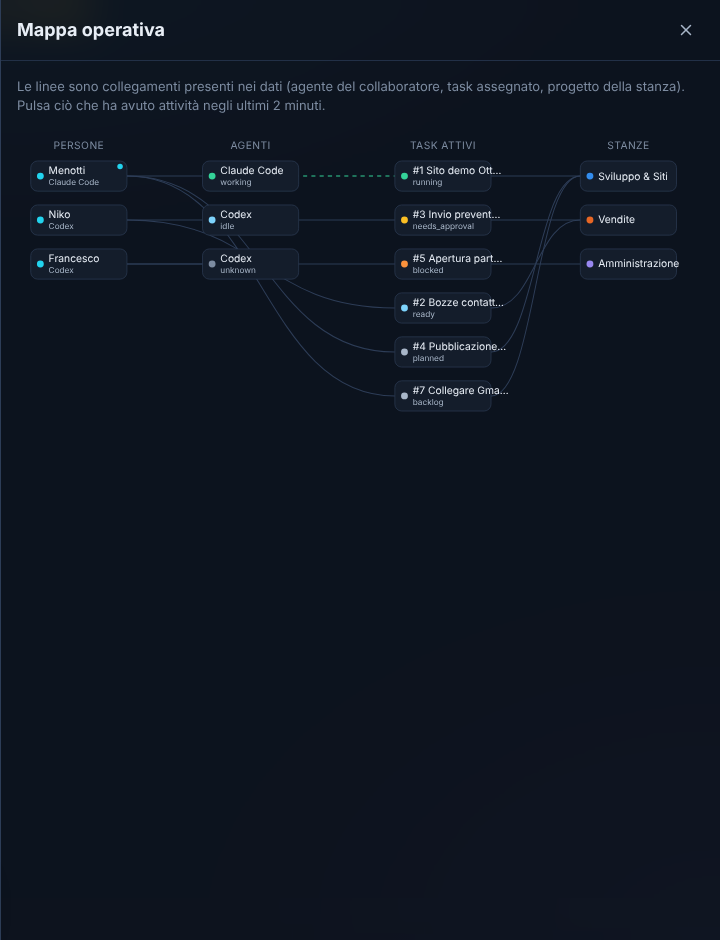 Mappa operativa
Le linee sono collegamenti presenti nei dati (agente del collaboratore, task assegnato, progetto della stanza).
Pulsa ciò che ha avuto attività negli ultimi 2 minuti.
PERSONE
AGENTI
TASK ATTIVI
STANZE
Menotti
Claude Code
Claude Code
working
#1 Sito demo Ott...
running
Sviluppo & Siti
Niko
Codex
Codex
idle
#3 Invio prevent...
needs_approval
Vendite
Francesco
Codex
Codex
unknown
#5 Apertura part...
blocked
Amministrazione
#2 Bozze contatt...
ready
#4 Pubblicazione...
planned
#7 Collegare Gma...
backlog